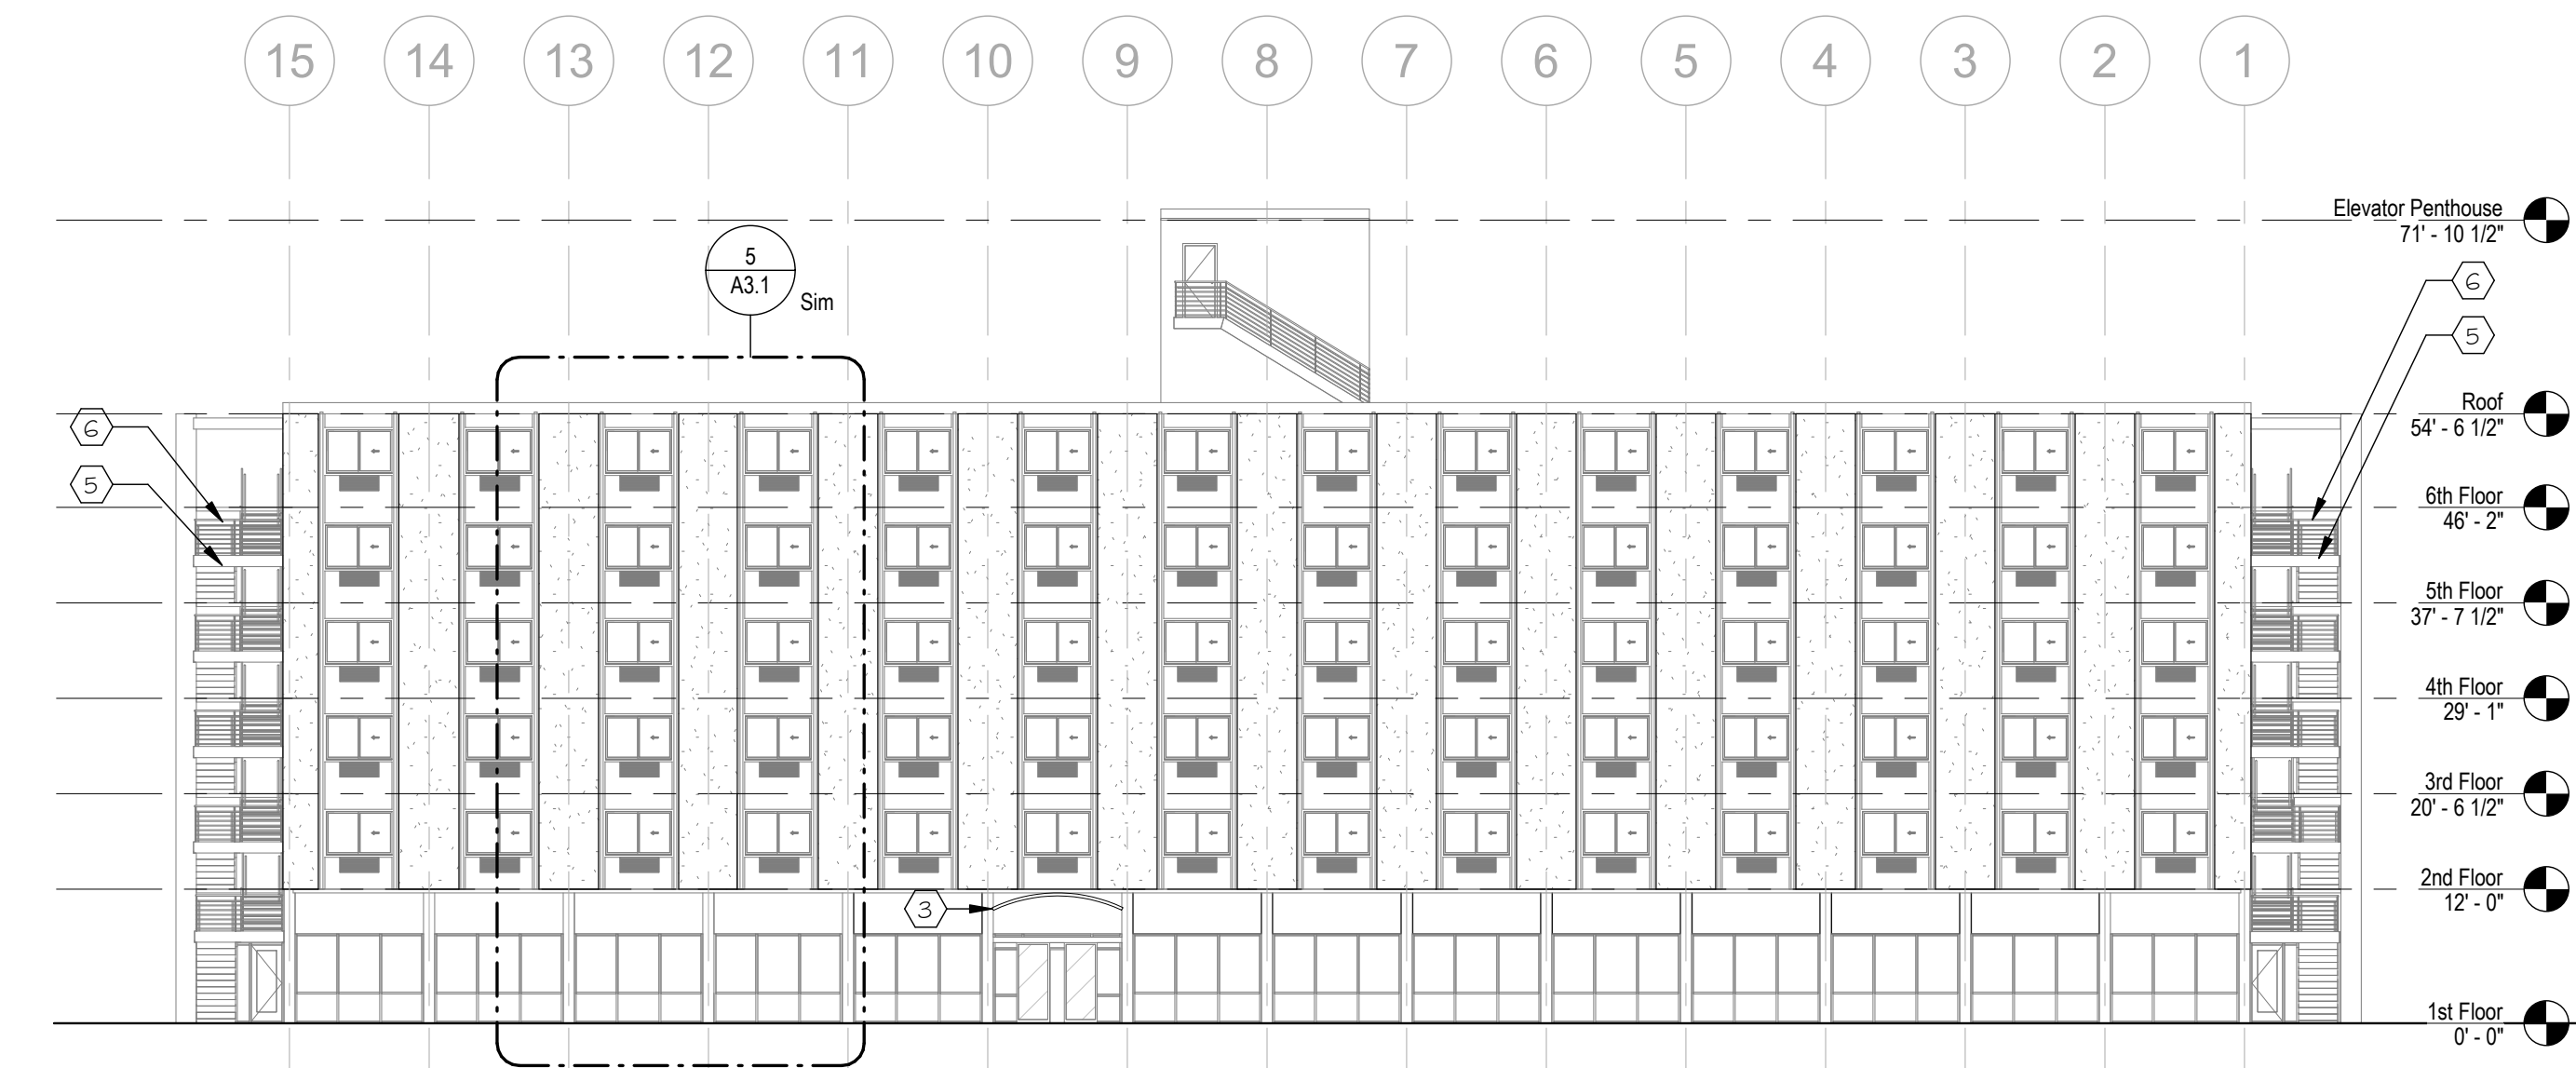 15 14 13 12 11 10 9 8 7 6 5 4 3 2 1
Elevator Penthouse
71' - 10 1/2"
5
A3.1
Sim
6
5
Roof
54' - 6 1/2"
6
5
6th Floor
46' - 2"
5th Floor
37' - 7 1/2"
4th Floor
29' - 1"
3rd Floor
20' - 6 1/2"
2nd Floor
12' - 0"
3
1st Floor
0' - 0"